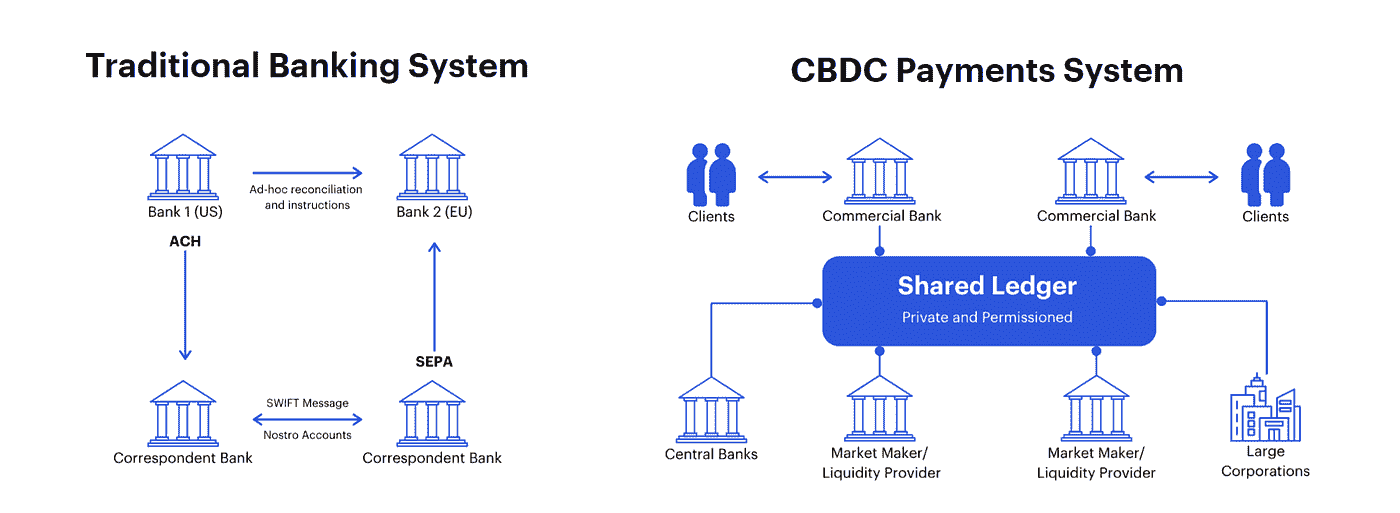 Traditional Banking System
Bank 1 (US)
Ad-hoc reconciliation
and instructions
Bank 2 (EU)
ACH
SEPA
Correspondent Bank
SWIFT Message
Nostro Accounts
Correspondent Bank
CBDC Payments System
Clients
Commercial Bank
Commercial Bank
Clients
Shared Ledger
Private and Permissioned
Central Banks
Market Maker/
Liquidity Provider
Market Maker/
Liquidity Provider
Large
Corporations